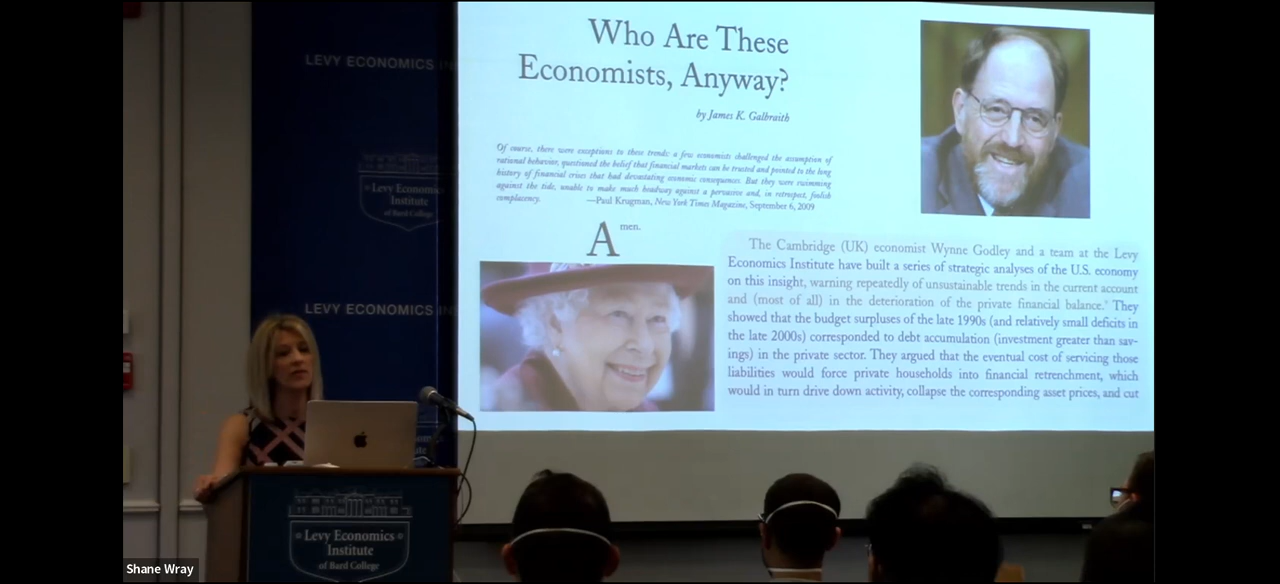 LEVY ECONOMICS IN
Levy Economics
Institute
of Bard College
LEVY ECONOMICS IN
Who Are These
Economists, Anyway?
by James K. Galbraith
Of course, there were exceptions to these trends: a few economists challenged the assumption of
rational behavior, questioned the belief that financial markets can be trusted and pointed to the long
history of financial crises that had devastating economic consequences. But they were swimming
against the tide, unable to make much headway against a pervasive and, in retrospect, foolish
complacency.
—Paul Krugman, New York Times Magazine, September 6, 2009
Amen.
The Cambridge (UK) economist Wynne Godley and a team at the Levy
Economics Institute have built a series of strategic analyses of the U.S. economy
on this insight, warning repeatedly of unsustainable trends in the current account
and (most of all) in the deterioration of the private financial balance. They
showed that the budget surpluses of the late 1990s (and relatively small deficits in
the late 2000s) corresponded to debt accumulation (investment greater than sav-
ings) in the private sector. They argued that the eventual cost of servicing those
liabilities would force private households into financial retrenchment, which
would in turn drive down activity, collapse the corresponding asset prices, and cut
Levy Economics
Institute
of Bard College
Shane Wray